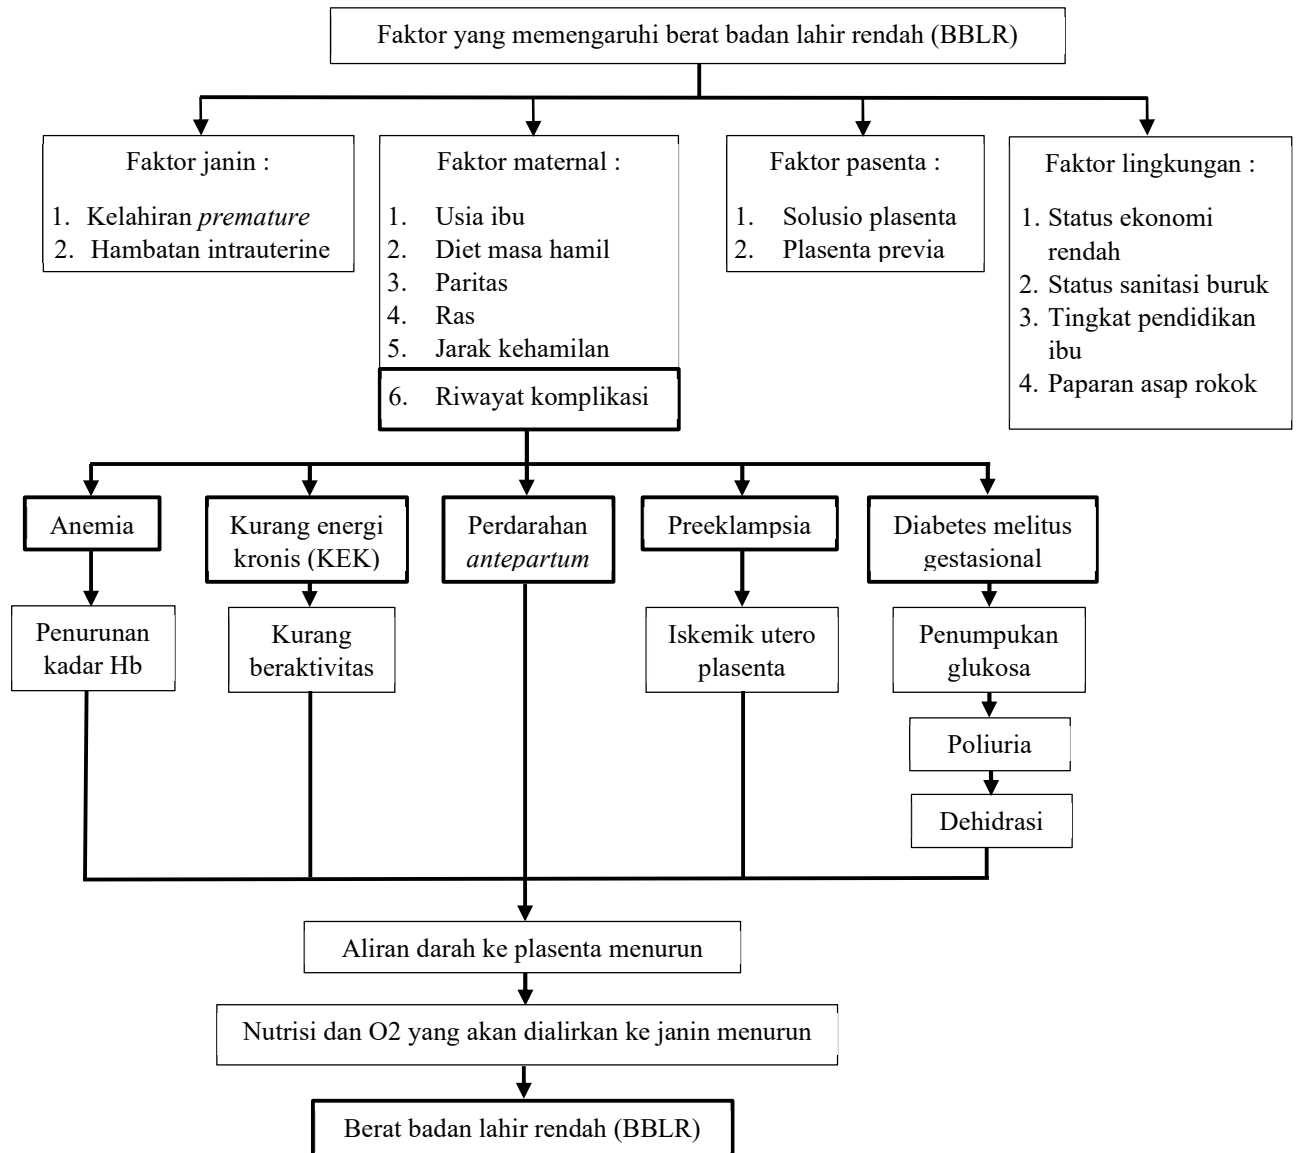 Faktor yang memengaruhi berat badan lahir rendah (BBLR)
Faktor janin :
1. Kelahiran premature
2. Hambatan intrauterine
Faktor maternal :
1. Usia ibu
2. Diet masa hamil
3. Paritas
4. Ras
5. Jarak kehamilan
6. Riwayat komplikasi
Faktor pasenta :
1. Solusio plasenta
2. Plasenta previa
Faktor lingkungan :
1. Status ekonomi
rendah
2. Status sanitasi buruk
3. Tingkat pendidikan
ibu
4. Paparan asap rokok
Anemia
Kurang energi
kronis (KEK)
Perdarahan
antepartum
Preeklampsia
Diabetes melitus
gestasional
Penurunan
kadar Hb
Kurang
beraktivitas
Iskemik utero
plasenta
Penumpukan
glukosa
Poliuria
Dehidrasi
Aliran darah ke plasenta menurun
Nutrisi dan O2 yang akan dialirkan ke janin menurun
Berat badan lahir rendah (BBLR)